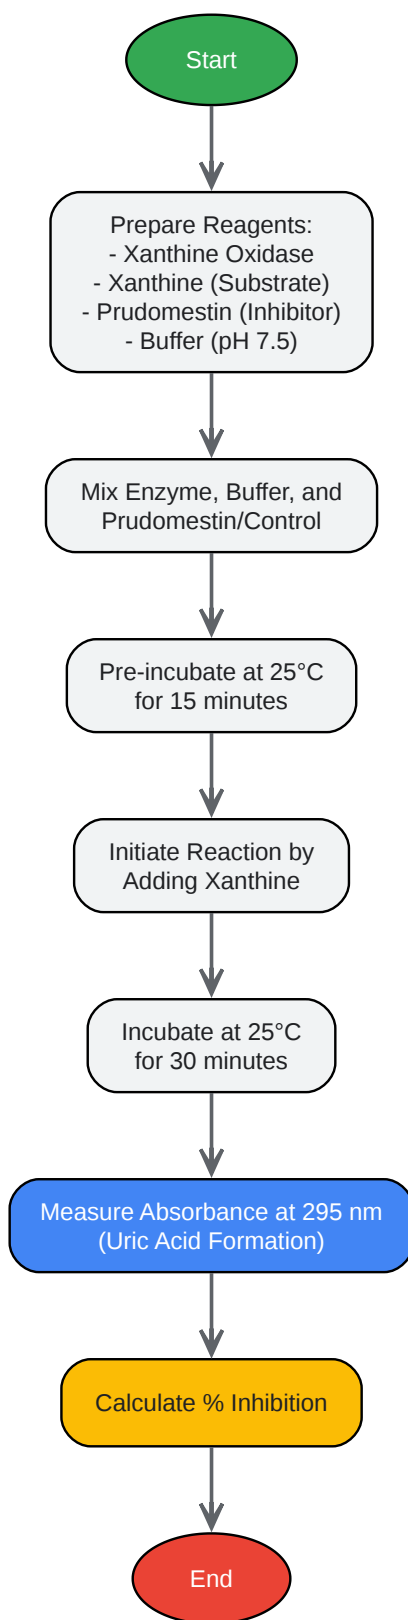 Start
Prepare Reagents:
- Xanthine Oxidase
- Xanthine (Substrate)
- Prudomestin (Inhibitor)
- Buffer (pH 7.5)
Mix Enzyme, Buffer, and
Prudomestin/Control
Pre-incubate at 25°C
for 15 minutes
Initiate Reaction by
Adding Xanthine
Incubate at 25°C
for 30 minutes
Measure Absorbance at 295 nm
(Uric Acid Formation)
Calculate % Inhibition
End